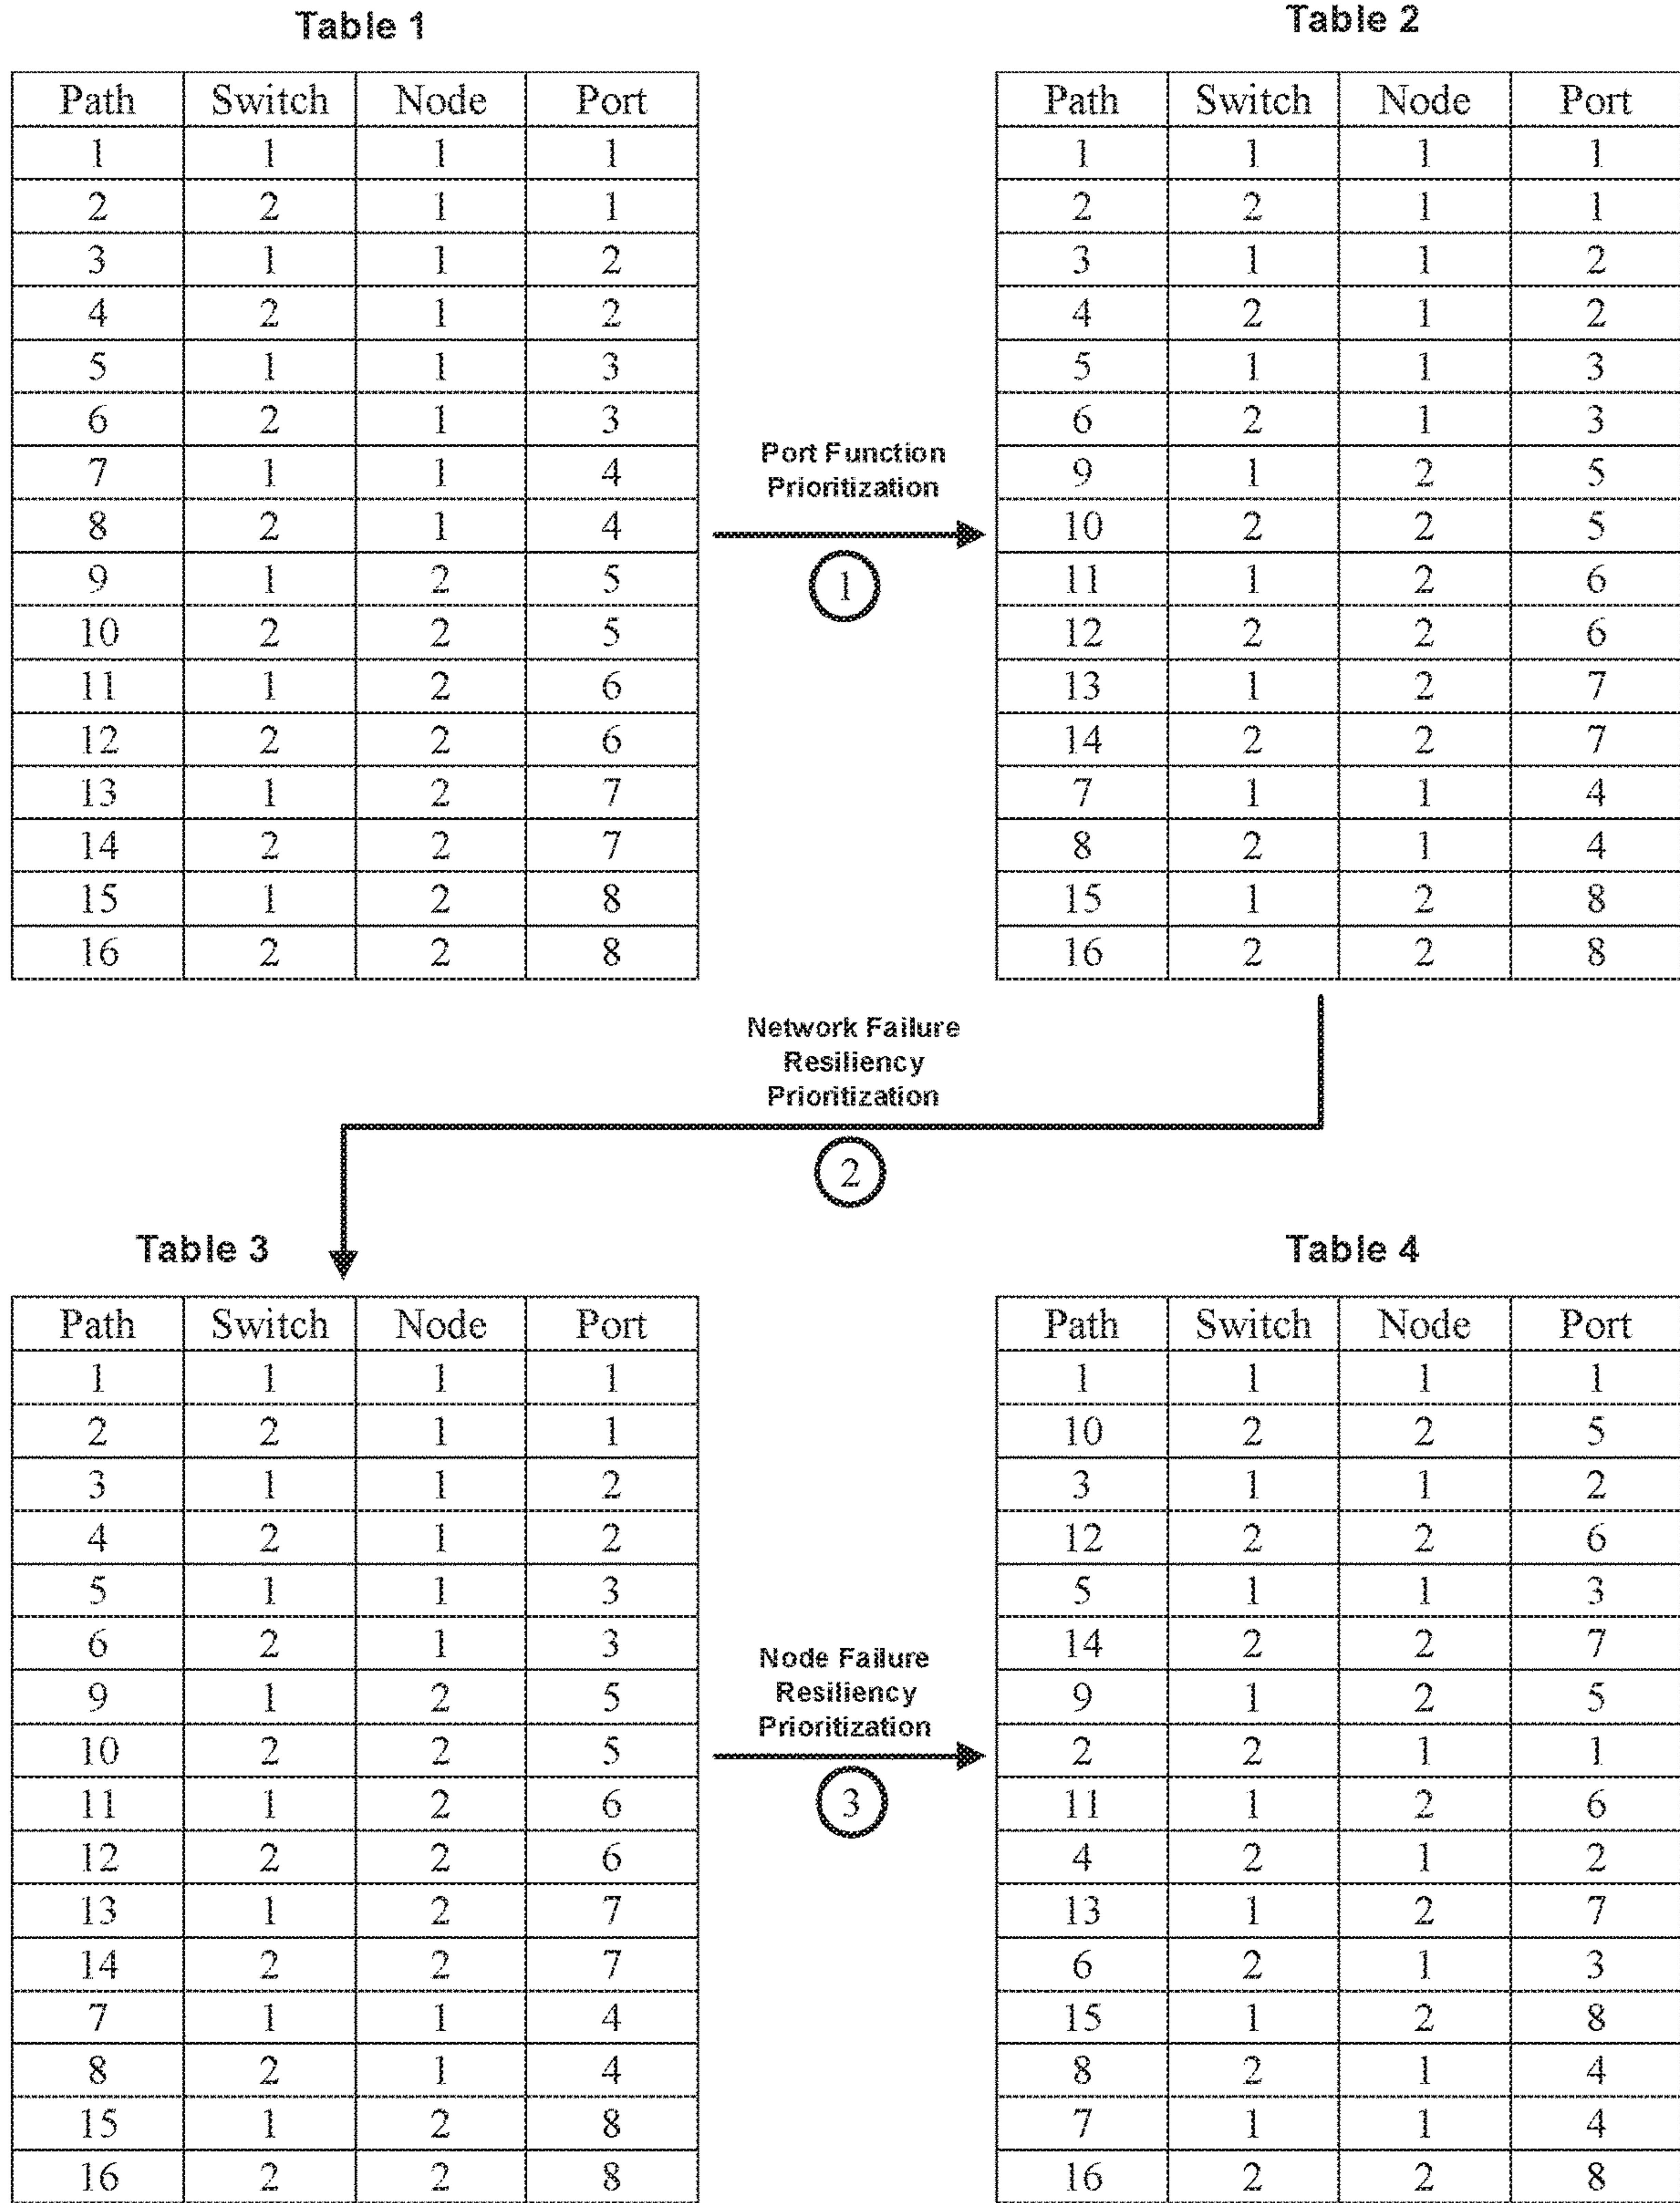 Table 1
Path Switch Node Port
1 1 1 1
2 2 1 1
3 1 1 2
4 2 1 2
5 1 1 3
6 2 1 3
7 1 1 4
8 2 1 4
9 1 2 5
10 2 2 5
11 1 2 6
12 2 2 6
13 1 2 7
14 2 2 7
15 1 2 8
16 2 2 8
Port Function
Prioritization
1
Table 2
Path Switch Node Port
1 1 1 1
2 2 1 1
3 1 1 2
4 2 1 2
5 1 1 3
6 2 1 3
9 1 2 5
10 2 2 5
11 1 2 6
12 2 2 6
13 1 2 7
14 2 2 7
7 1 1 4
8 2 1 4
15 1 2 8
16 2 2 8
Network Failure
Resiliency
Prioritization
2
Table 3
Path Switch Node Port
1 1 1 1
2 2 1 1
3 1 1 2
4 2 1 2
5 1 1 3
6 2 1 3
9 1 2 5
10 2 2 5
11 1 2 6
12 2 2 6
13 1 2 7
14 2 2 7
7 1 1 4
8 2 1 4
15 1 2 8
16 2 2 8
Node Failure
Resiliency
Prioritization
3
Table 4
Path Switch Node Port
1 1 1 1
10 2 2 5
3 1 1 2
12 2 2 6
5 1 1 3
14 2 2 7
9 1 2 5
2 2 1 1
11 1 2 6
4 2 1 2
13 1 2 7
6 2 1 3
15 1 2 8
8 2 1 4
7 1 1 4
16 2 2 8